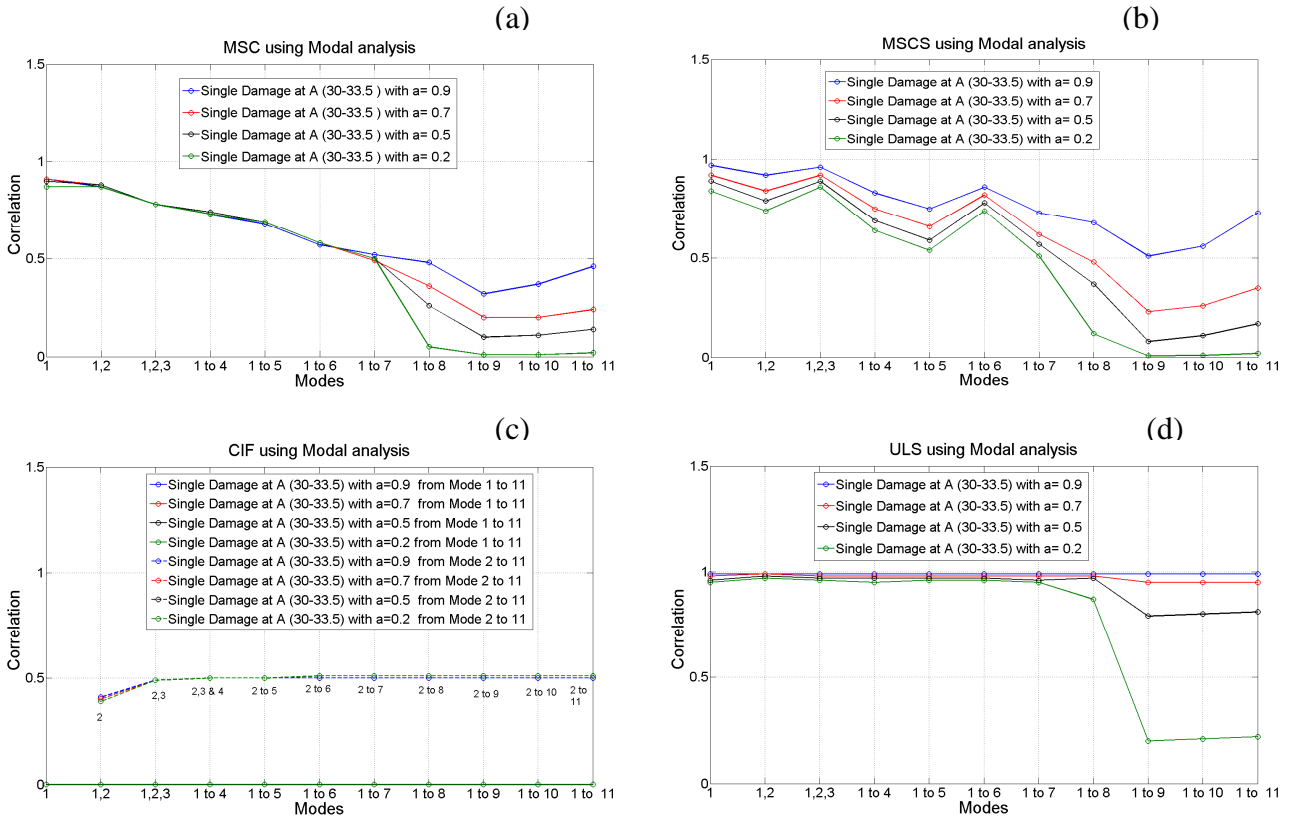 (a)
MSC using Modal analysis
1.5
1
0.5
0
Correlation
Single Damage at A (30-33.5 ) with a= 0.9
Single Damage at A (30-33.5 ) with a= 0.7
Single Damage at A (30-33.5 ) with a= 0.5
Single Damage at A (30-33.5 ) with a= 0.2
1 1,2 1,2,3 1 to 4 1 to 5 1 to 6 1 to 7 1 to 8 1 to 9 1 to 10 1 to 11
Modes
(b)
MSCS using Modal analysis
1.5
1
0.5
0
Correlation
Single Damage at A (30-33.5) with a= 0.9
Single Damage at A (30-33.5) with a= 0.7
Single Damage at A (30-33.5) with a= 0.5
Single Damage at A (30-33.5) with a= 0.2
1 1,2 1,2,3 1 to 4 1 to 5 1 to 6 1 to 7 1 to 8 1 to 9 1 to 10 1 to 11
Modes
(c)
CIF using Modal analysis
1.5
1
0.5
0
Correlation
Single Damage at A (30-33.5) with a=0.9 from Mode 1 to 11
Single Damage at A (30-33.5) with a=0.7 from Mode 1 to 11
Single Damage at A (30-33.5) with a=0.5 from Mode 1 to 11
Single Damage at A (30-33.5) with a=0.2 from Mode 1 to 11
Single Damage at A (30-33.5) with a=0.9 from Mode 2 to 11
Single Damage at A (30-33.5) with a=0.7 from Mode 2 to 11
Single Damage at A (30-33.5) with a=0.5 from Mode 2 to 11
Single Damage at A (30-33.5) with a=0.2 from Mode 2 to 11
2 2,3 2,3 & 4 2 to 5 2 to 6 2 to 7 2 to 8 2 to 9 2 to 10 2 to 11
1 1,2 1,2,3 1 to 4 1 to 5 1 to 6 1 to 7 1 to 8 1 to 9 1 to 10 1 to 11
Modes
(d)
ULS using Modal analysis
1.5
1
0.5
0
Correlation
Single Damage at A (30-33.5) with a= 0.9
Single Damage at A (30-33.5) with a= 0.7
Single Damage at A (30-33.5) with a= 0.5
Single Damage at A (30-33.5) with a= 0.2
1 1,2 1,2,3 1 to 4 1 to 5 1 to 6 1 to 7 1 to 8 1 to 9 1 to 10 1 to 11
Modes